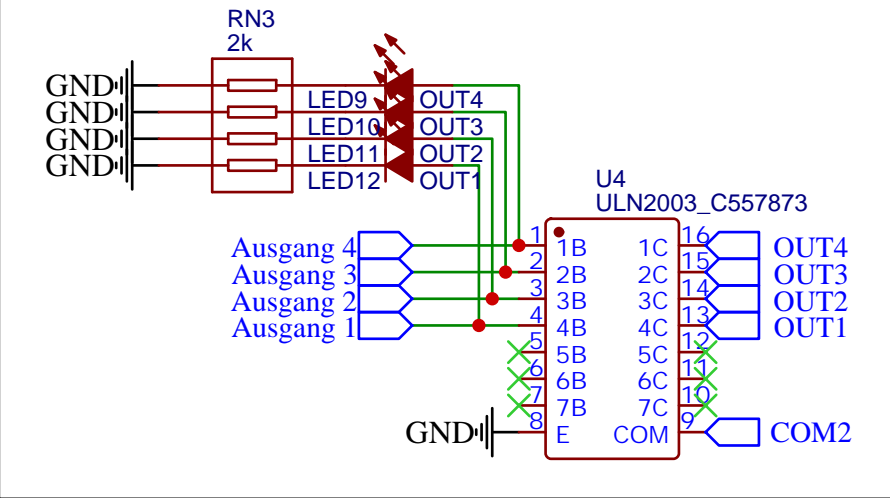 RN3
2k
GND
GND
GND
GND
LED9 OUT4
LED10 OUT3
LED11 OUT2
LED12 OUT1
U4
ULN2003_C557873
Ausgang 4 1 1B 1C 16 OUT4
Ausgang 3 2 2B 2C 15 OUT3
Ausgang 2 3 3B 3C 14 OUT2
Ausgang 1 4 4B 4C 13 OUT1
5 5B 5C 12
6 6B 6C 11
7 7B 7C 10
GND 8 E COM 9 COM2